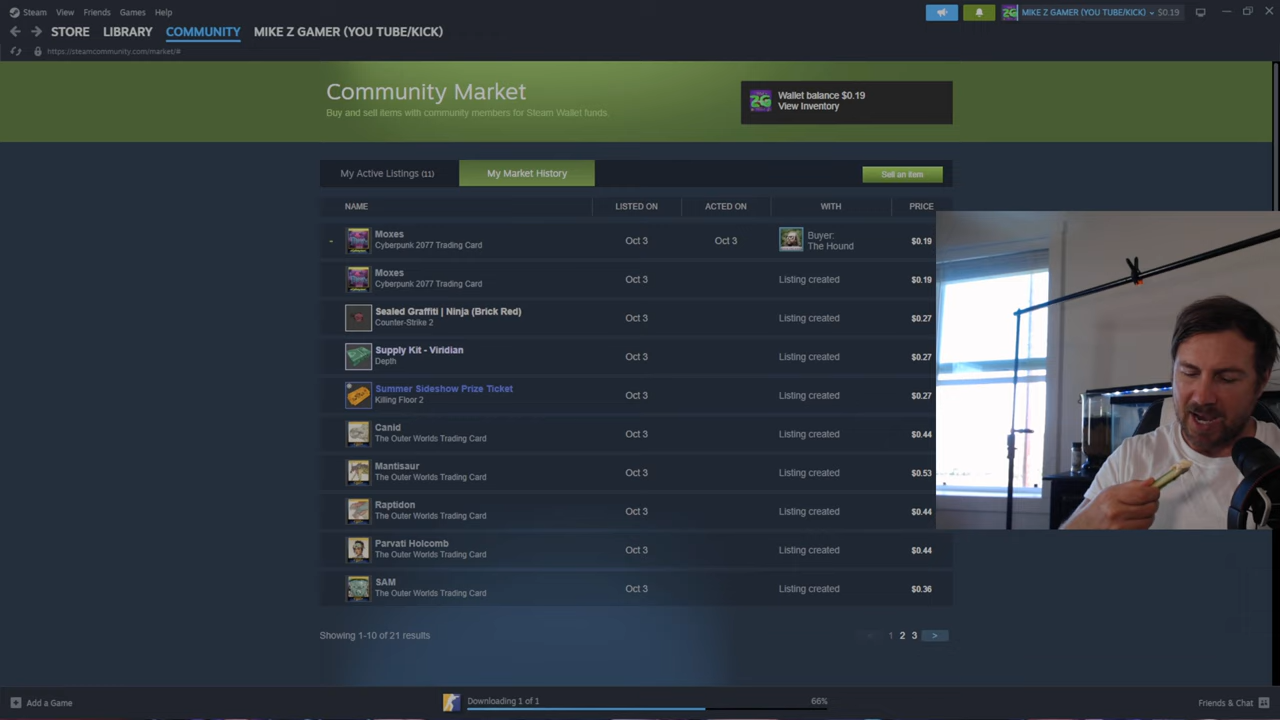 Steam View Friends Games Help
MIKE Z GAMER (YOU TUBE/KICK) $0.19
STORE LIBRARY COMMUNITY MIKE Z GAMER (YOU TUBE/KICK)
https://steamcommunity.com/market/#
Community Market
Buy and sell items with community members for Steam Wallet funds.
2G
Wallet balance $0.19
View Inventory
My Active Listings (11) My Market History Sell an item
NAME LISTED ON ACTED ON WITH PRICE
-
Moxes
Cyberpunk 2077 Trading Card
Oct 3 Oct 3
Buyer:
The Hound
$0.19
Moxes
Cyberpunk 2077 Trading Card
Oct 3 Listing created $0.19
Sealed Graffiti | Ninja (Brick Red)
Counter-Strike 2
Oct 3 Listing created $0.27
Supply Kit - Viridian
Depth
Oct 3 Listing created $0.27
Summer Sideshow Prize Ticket
Killing Floor 2
Oct 3 Listing created $0.27
Canid
The Outer Worlds Trading Card
Oct 3 Listing created $0.44
Mantisaur
The Outer Worlds Trading Card
Oct 3 Listing created $0.53
Raptidon
The Outer Worlds Trading Card
Oct 3 Listing created $0.44
Parvati Holcomb
The Outer Worlds Trading Card
Oct 3 Listing created $0.44
SAM
The Outer Worlds Trading Card
Oct 3 Listing created $0.36
Showing 1-10 of 21 results < 1 2 3 >
Add a Game Downloading 1 of 1 66% Friends & Chat